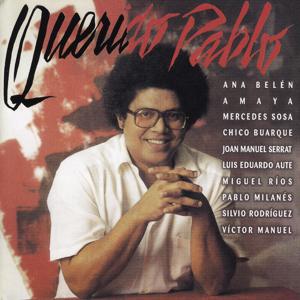 Querido Pablo
ANA BELÉN
AMAYA
MERCEDES SOSA
CHICO BUARQUE
JOAN MANUEL SERRAT
LUIS EDUARDO AUTE
MIGUEL RÍOS
PABLO MILANÉS
SILVIO RODRÍGUEZ
VÍCTOR MANUEL